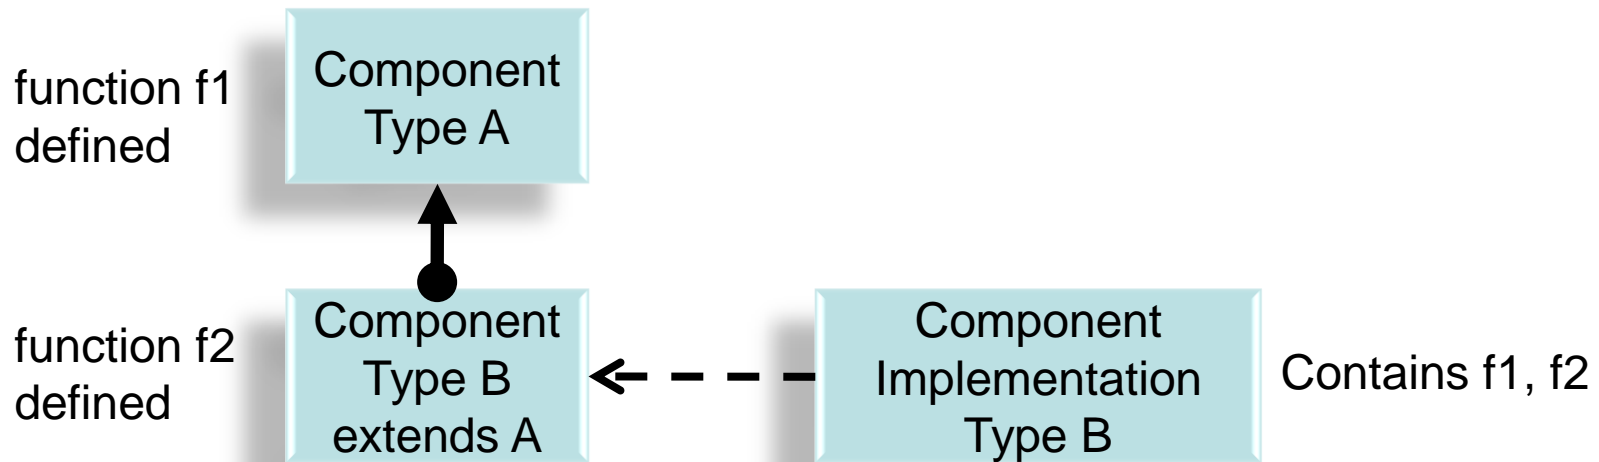 function f1
defined
Component
Type A
function f2
defined
Component
Type B
extends A
Component
Implementation
Type B
Contains f1, f2